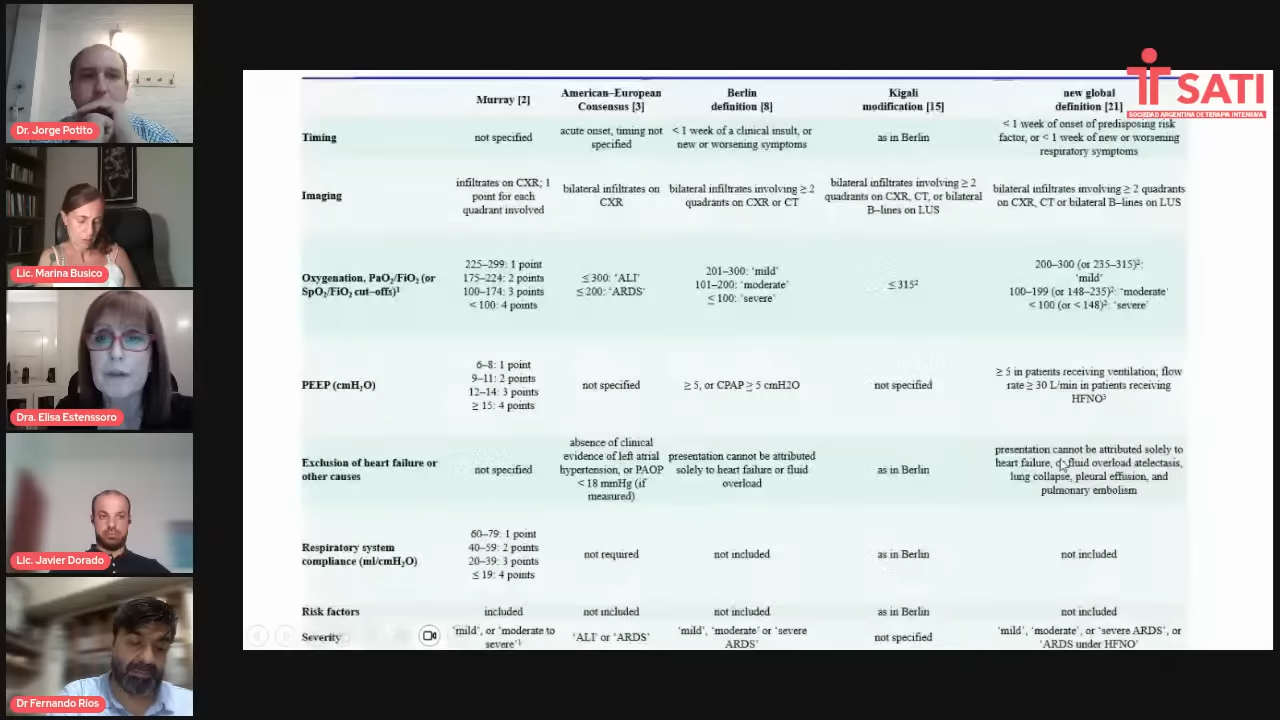 Dr. Jorge Potito
Lic. Marina Busico
Dra. Elisa Estenssoro
Lic. Javier Dorado
Dr Fernando Ríos
SATI
SOCIEDAD ARGENTINA DE TERAPIA INTENSIVA
Murray [2]
American–European
Consensus [3]
Berlin
definition [8]
Kigali
modification [15]
new global
definition [21]
Timing
not specified
acute onset, timing not
specified
< 1 week of a clinical insult, or
new or worsening symptoms
as in Berlin
< 1 week of onset of predisposing risk
factor, or < 1 week of new or worsening
respiratory symptoms
Imaging
infiltrates on CXR; 1
point for each
quadrant involved
bilateral infiltrates on
CXR
bilateral infiltrates involving ≥ 2
quadrants on CXR or CT
bilateral infiltrates involving ≥ 2
quadrants on CXR, CT, or bilateral
B–lines on LUS
bilateral infiltrates involving ≥ 2 quadrants
on CXR, CT or bilateral B–lines on LUS
Oxygenation, PaO₂/FiO₂ (or
SpO₂/FiO₂ cut–offs)¹
225–299: 1 point
175–224: 2 points
100–174: 3 points
< 100: 4 points
≤ 300: ‘ALI’
≤ 200: ‘ARDS’
201–300: ‘mild’
101–200: ‘moderate’
≤ 100: ‘severe’
≤ 315²
200–300 (or 235–315)²:
‘mild’
100–199 (or 148–235)²: ‘moderate’
< 100 (or < 148)²: ‘severe’
PEEP (cmH₂O)
6–8: 1 point
9–11: 2 points
12–14: 3 points
≥ 15: 4 points
not specified
≥ 5, or CPAP ≥ 5 cmH2O
not specified
≥ 5 in patients receiving ventilation; flow
rate ≥ 30 L/min in patients receiving
HFNO³
Exclusion of heart failure or
other causes
not specified
absence of clinical
evidence of left atrial
hypertension, or PAOP
< 18 mmHg (if
measured)
presentation cannot be attributed
solely to heart failure or fluid
overload
as in Berlin
presentation cannot be attributed solely to
heart failure, or fluid overload atelectasis,
lung collapse, pleural effusion, and
pulmonary embolism
Respiratory system
compliance (ml/cmH₂O)
60–79: 1 point
40–59: 2 points
20–39: 3 points
≤ 19: 4 points
not required
not included
as in Berlin
not included
Risk factors
included
not included
not included
as in Berlin
not included
Severity
‘mild’, or ‘moderate to
severe’¹
‘ALI’ or ‘ARDS’
‘mild’, ‘moderate’ or ‘severe
ARDS’
not specified
‘mild’, ‘moderate’, or ‘severe ARDS’, or
‘ARDS under HFNO’